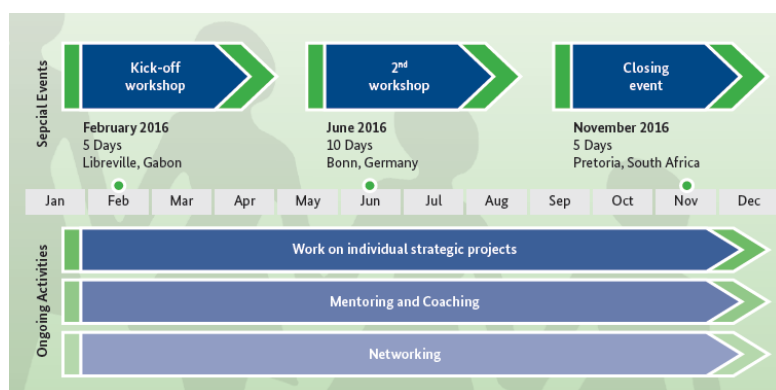 Sepcial Events
Kick-off
workshop
2nd
workshop
Closing
event
February 2016
5 Days
Libreville, Gabon
June 2016
10 Days
Bonn, Germany
November 2016
5 Days
Pretoria, South Africa
Jan Feb Mar Apr May Jun Jul Aug Sep Oct Nov Dec
Ongoing Activities
Work on individual strategic projects
Mentoring and Coaching
Networking